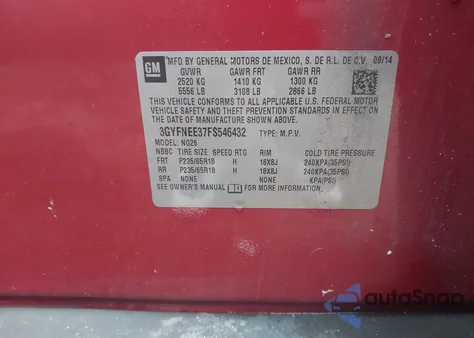 GM
MFD BY GENERAL MOTORS DE MEXICO, S. DE R.L. DE C.V. 09/14
GVWR GAWR FRT GAWR RR
2520 KG 1410 KG 1300 KG
5556 LB 3108 LB 2866 LB
THIS VEHICLE CONFORMS TO ALL APPLICABLE U.S. FEDERAL MOTOR
VEHICLE SAFETY AND THEFT PREVENTION STANDARDS IN EFFECT ON
THE DATE OF MANUFACTURE SHOWN ABOVE.
3GYFNEE37FS546432 TYPE: M.P.V.
MODEL: NG26
NBBC TIRE SIZE SPEED RTG RIM COLD TIRE PRESSURE
FRT P235/65R18 H 18X8J 240KPA(35PSI)
RR P235/65R18 H 18X8J 240KPA(35PSI)
SPA NONE NONE KPA(PSI)
SEE OWNER'S MANUAL FOR MORE INFORMATION
autoSnap